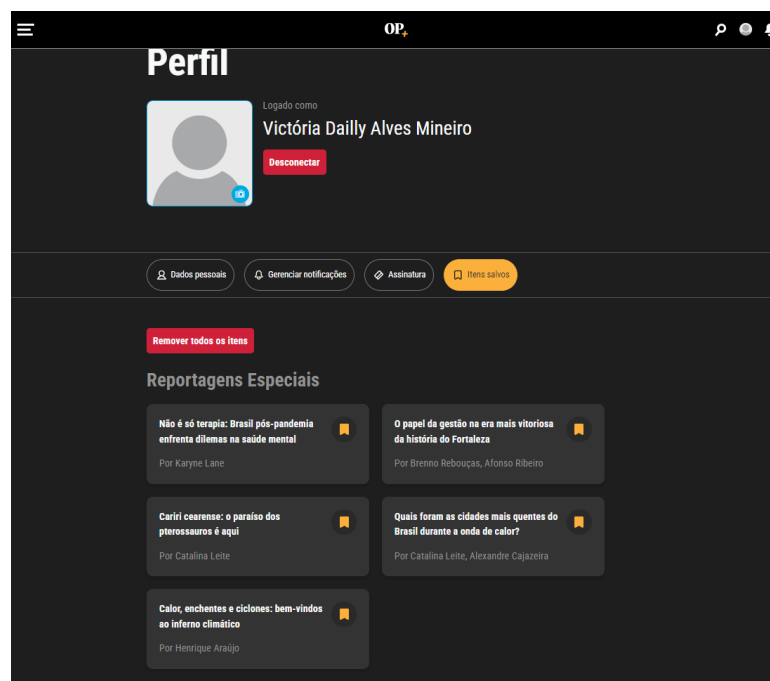 OP+
Perfil
Logado como
Victória Dailly Alves Mineiro
Desconectar
Dados pessoais
Gerenciar notificações
Assinatura
Itens salvos
Remover todos os itens
Reportagens Especiais
Não é só terapia: Brasil pós-pandemia
enfrenta dilemas na saúde mental
Por Karyne Lane
O papel da gestão na era mais vitoriosa
da história do Fortaleza
Por Brenno Rebouças, Afonso Ribeiro
Cariri cearense: o paraíso dos
pterossauros é aqui
Por Catalina Leite
Quais foram as cidades mais quentes do
Brasil durante a onda de calor?
Por Catalina Leite, Alexandre Cajazeira
Calor, enchentes e ciclones: bem-vindos
ao inferno climático
Por Henrique Araújo